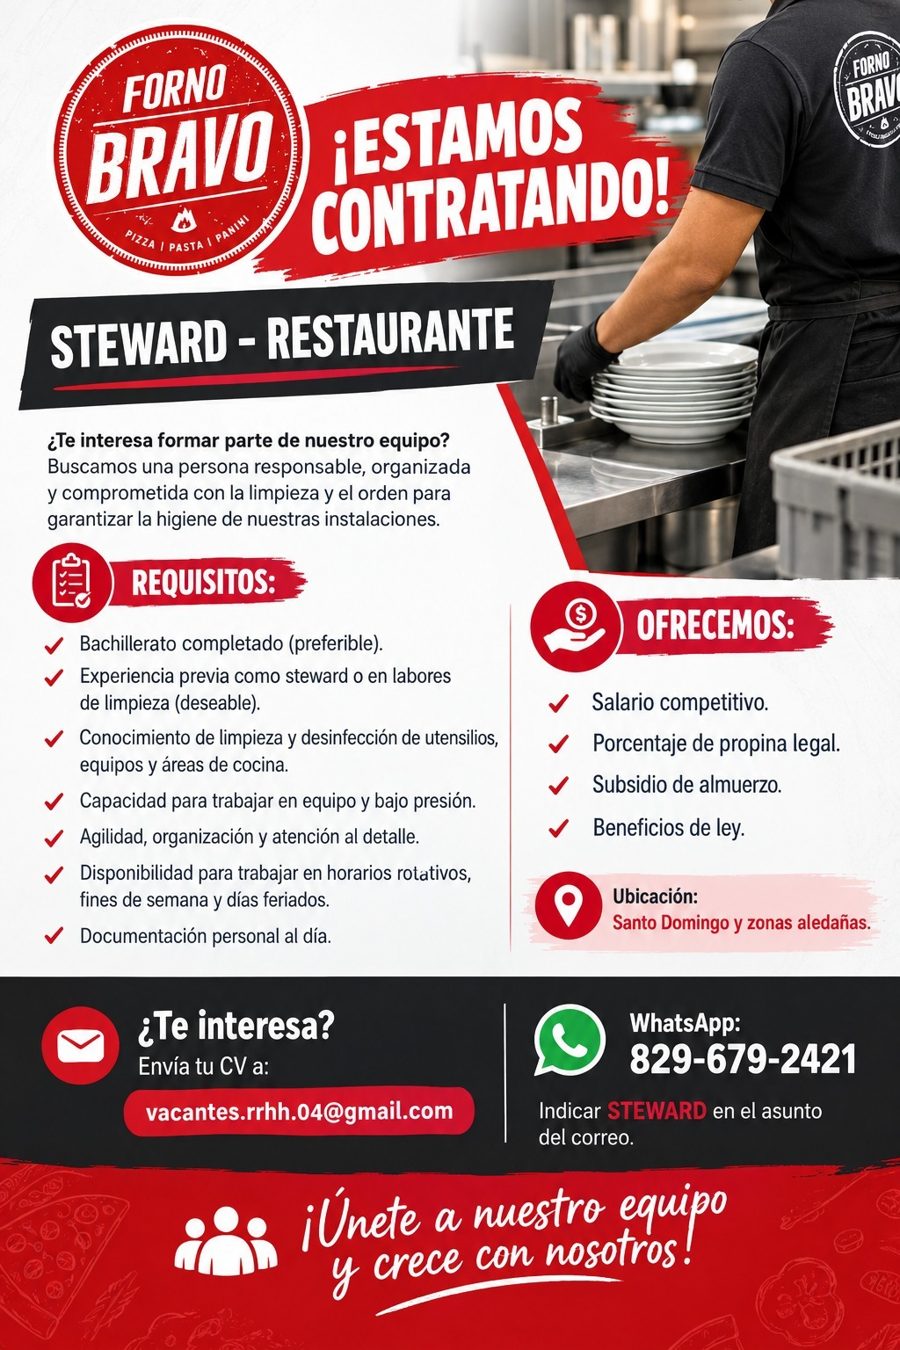 FORNO
BRAVO
PIZZA | PASTA | PANINI
¡ESTAMOS
CONTRATANDO!
FORNO
BRAVO
STEWARD - RESTAURANTE
¿Te interesa formar parte de nuestro equipo?
Buscamos una persona responsable, organizada
y comprometida con la limpieza y el orden para
garantizar la higiene de nuestras instalaciones.
REQUISITOS:
Bachillerato completado (preferible).
Experiencia previa como steward o en labores
de limpieza (deseable).
Conocimiento de limpieza y desinfección de utensilios,
equipos y áreas de cocina.
Capacidad para trabajar en equipo y bajo presión.
Agilidad, organización y atención al detalle.
Disponibilidad para trabajar en horarios rotativos,
fines de semana y días feriados.
Documentación personal al día.
OFRECEMOS:
Salario competitivo.
Porcentaje de propina legal.
Subsidio de almuerzo.
Beneficios de ley.
Ubicación:
Santo Domingo y zonas aledañas.
¿Te interesa?
Envía tu CV a:
vacantes.rrhh.04@gmail.com
WhatsApp:
829-679-2421
Indicar STEWARD en el asunto
del correo.
¡Únete a nuestro equipo
y crece con nosotros!